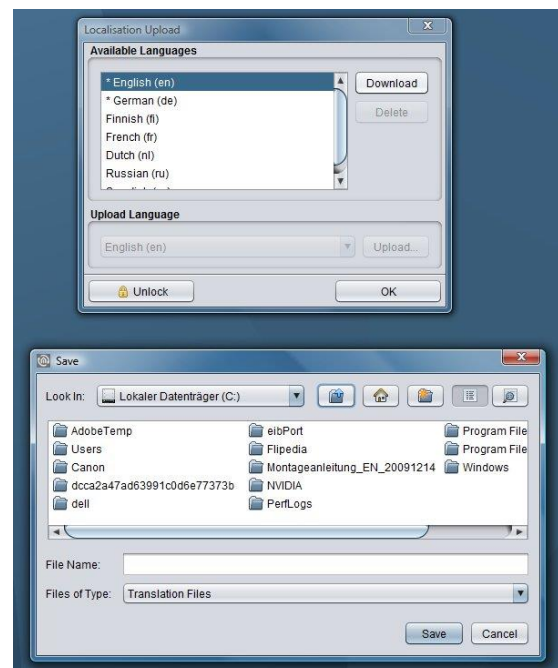 Localisation Upload
Available Languages
* English (en)
* German (de)
Finnish (fi)
French (fr)
Dutch (nl)
Russian (ru)
Download
Delete
Upload Language
English (en)
Upload...
Unlock
OK
Save
Look In:
Lokaler Datenträger (C:)
AdobeTemp
Users
Canon
dcca2a47ad63991c0d6e77373b
dell
eibPort
Flipedia
Montageanleitung_EN_20091214
NVIDIA
PerfLogs
Program File
Program File
Windows
File Name:
Files of Type:
Translation Files
Save
Cancel